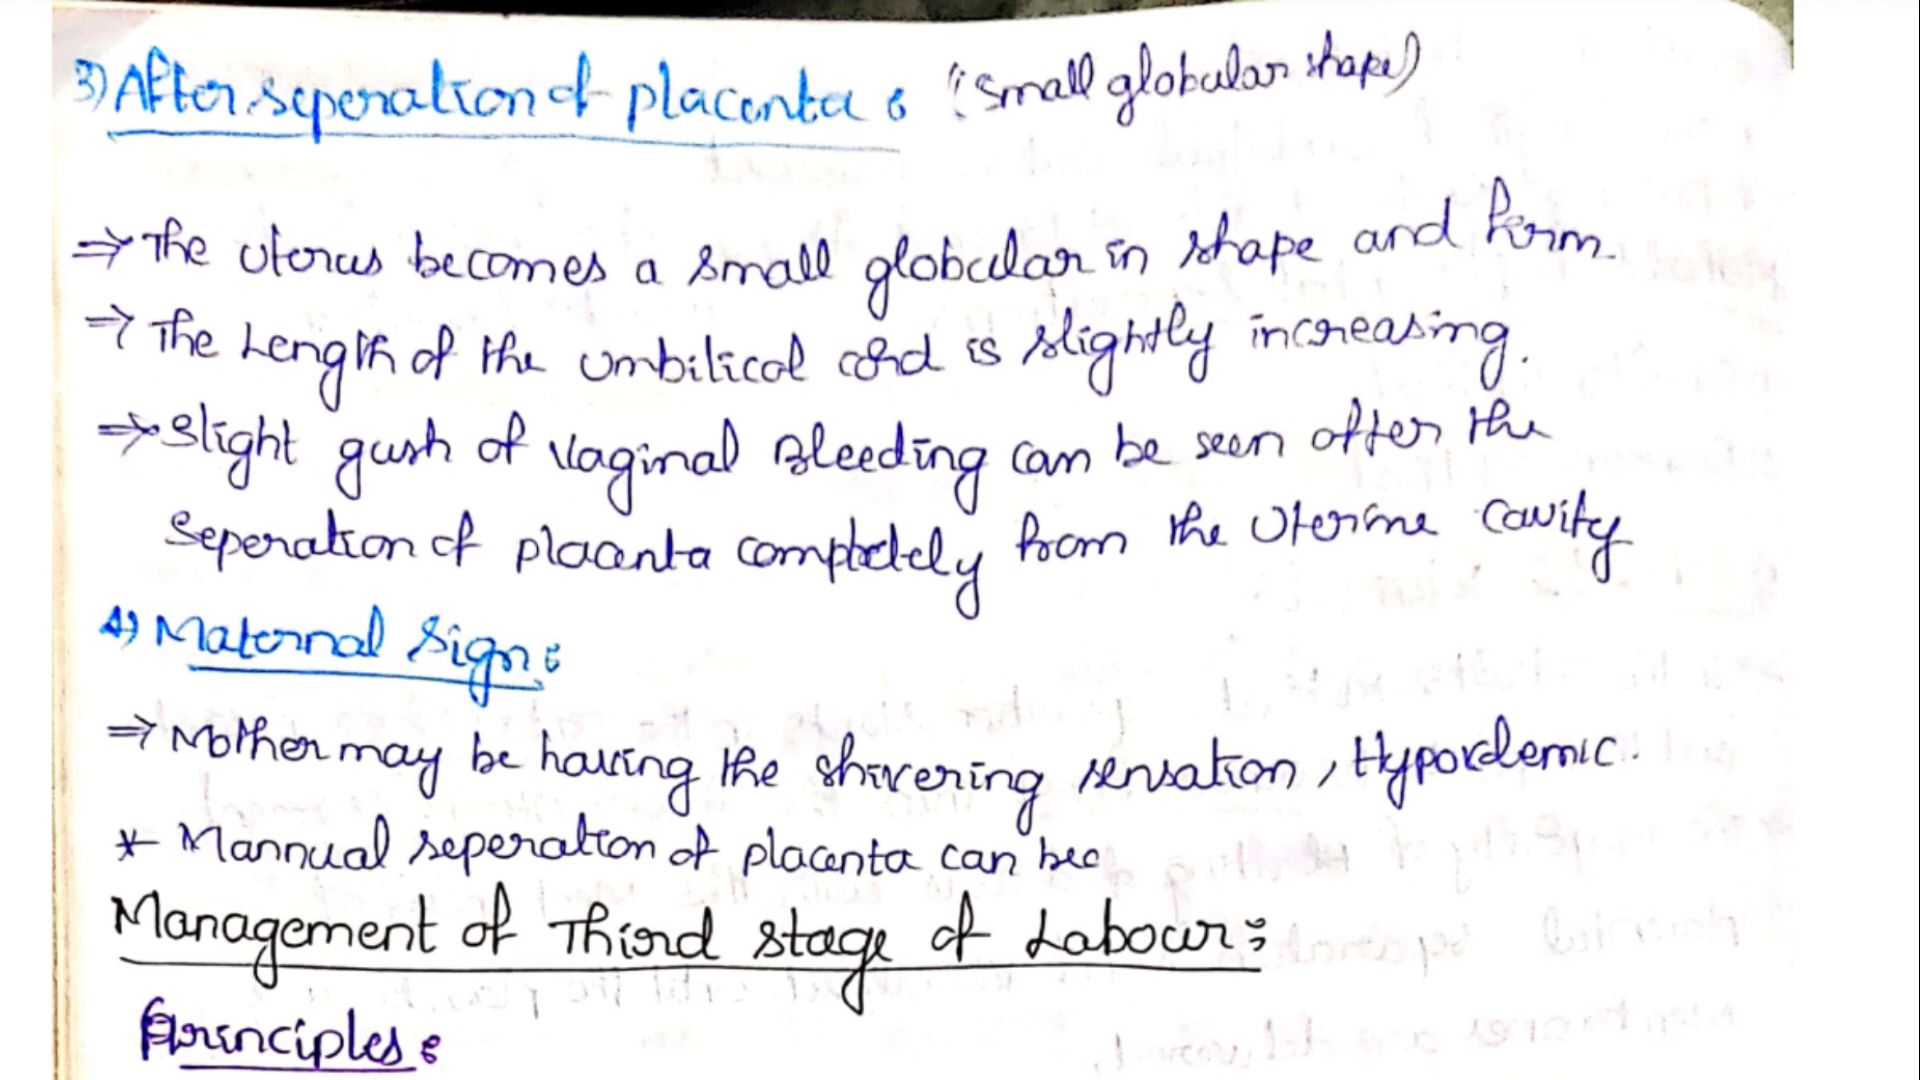 3) After seperation of placenta : (Small globular shape)
⇒ The uterus becomes a small globular in shape and form.
⇒ The Length of the umbilical cord is slightly increasing.
⇒ Slight gush of vaginal Bleeding can be seen after the
Seperation of placenta completely from the Uterine cavity
4) Maternal Sign :
⇒ Mother may be having the shivering sensation,
* Mannual seperation of placenta can bec
Management of Third stage of Labour :
Principles :